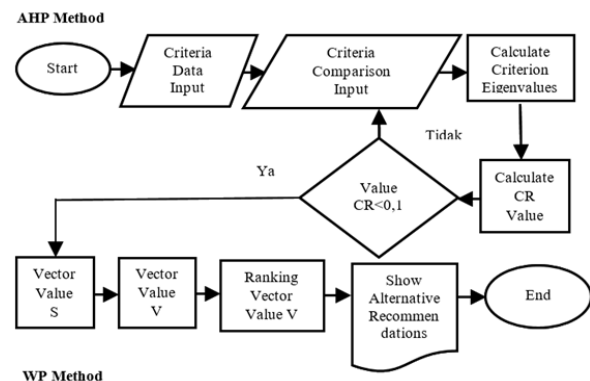 AHP Method
Start
Criteria
Data
Input
Criteria
Comparison
Input
Calculate
Criterion
Eigenvalues
Tidak
Ya
Value
CR<0,1
Calculate
CR
Value
Vector
Value
S
Vector
Value
V
Ranking
Vector
Value V
Show
Alternative
Recommen
dations
End
WP Method